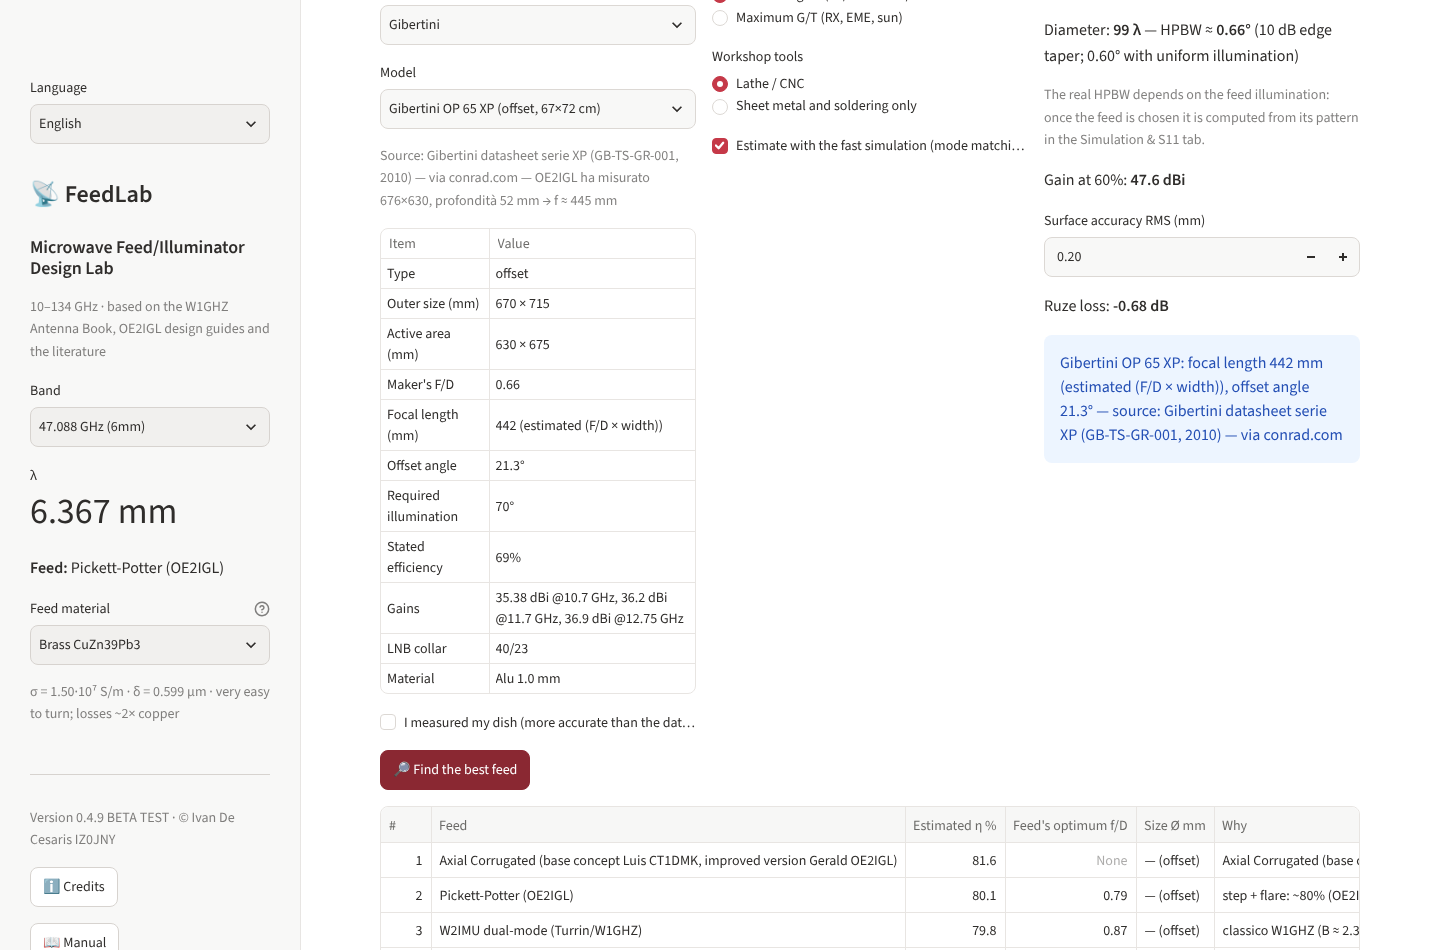 Language
English
📡 FeedLab
Microwave Feed/Illuminator
Design Lab
10–134 GHz · based on the W1GHZ
Antenna Book, OE2IGL design guides and
the literature
Band
47.088 GHz (6mm)
λ
6.367 mm
Feed: Pickett-Potter (OE2IGL)
Feed material
Brass CuZn39Pb3
σ = 1.50·10⁷ S/m · δ = 0.599 µm · very easy
to turn; losses ~2× copper
Version 0.4.9 BETA TEST · © Ivan De
Cesaris IZ0JNY
ℹ️ Credits
📖 Manual
Gibertini
Model
Gibertini OP 65 XP (offset, 67×72 cm)
Source: Gibertini datasheet serie XP (GB-TS-GR-001,
2010) — via conrad.com — OE2IGL ha misurato
676×630, profondità 52 mm → f ≈ 445 mm
Item Value
Type offset
Outer size (mm) 670 × 715
Active area
(mm) 630 × 675
Maker's F/D 0.66
Focal length
(mm) 442 (estimated (F/D × width))
Offset angle 21.3°
Required
illumination 70°
Stated
efficiency 69%
Gains 35.38 dBi @10.7 GHz, 36.2 dBi
@11.7 GHz, 36.9 dBi @12.75 GHz
LNB collar 40/23
Material Alu 1.0 mm
I measured my dish (more accurate than the dat…
🔎 Find the best feed
Maximum G/T (RX, EME, sun)
Workshop tools
Lathe / CNC
Sheet metal and soldering only
Estimate with the fast simulation (mode matchi…
Diameter: 99 λ — HPBW ≈ 0.66° (10 dB edge
taper; 0.60° with uniform illumination)
The real HPBW depends on the feed illumination:
once the feed is chosen it is computed from its pattern
in the Simulation & S11 tab.
Gain at 60%: 47.6 dBi
Surface accuracy RMS (mm)
0.20
Ruze loss: -0.68 dB
Gibertini OP 65 XP: focal length 442 mm
(estimated (F/D × width)), offset angle
21.3° — source: Gibertini datasheet serie
XP (GB-TS-GR-001, 2010) — via conrad.com
# Feed Estimated η % Feed's optimum f/D Size Ø mm Why
1 Axial Corrugated (base concept Luis CT1DMK, improved version Gerald OE2IGL) 81.6 None — (offset) Axial Corrugated (base
2 Pickett-Potter (OE2IGL) 80.1 0.79 — (offset) step + flare: ~80% (OE2I
3 W2IMU dual-mode (Turrin/W1GHZ) 79.8 0.87 — (offset) classico W1GHZ (B ≈ 2.3